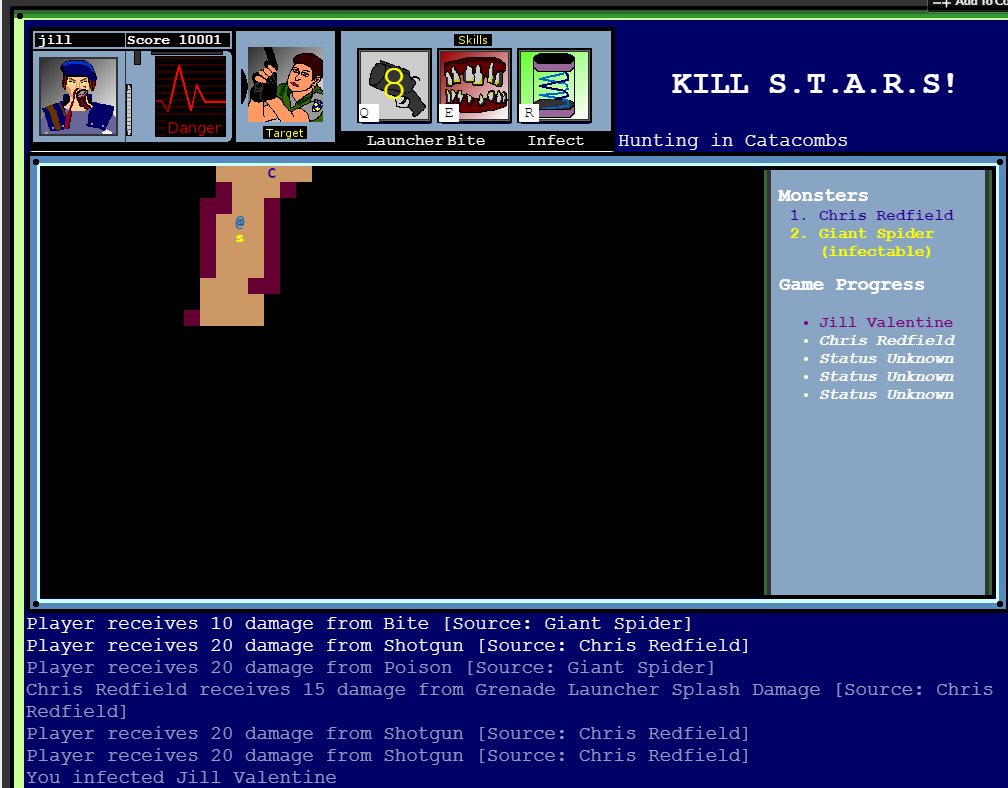 Add To Co
jill
Score 10001
Danger
Target
Skills
8
Q
E
R
Launcher
Bite
Infect
KILL S.T.A.R.S!
Hunting in Catacombs
C
@
s
Monsters
1. Chris Redfield
2. Giant Spider
(infectable)
Game Progress
• Jill Valentine
• Chris Redfield
• Status Unknown
• Status Unknown
• Status Unknown
Player receives 10 damage from Bite [Source: Giant Spider]
Player receives 20 damage from Shotgun [Source: Chris Redfield]
Player receives 20 damage from Poison [Source: Giant Spider]
Chris Redfield receives 15 damage from Grenade Launcher Splash Damage [Source: Chris
Redfield]
Player receives 20 damage from Shotgun [Source: Chris Redfield]
Player receives 20 damage from Shotgun [Source: Chris Redfield]
You infected Jill Valentine